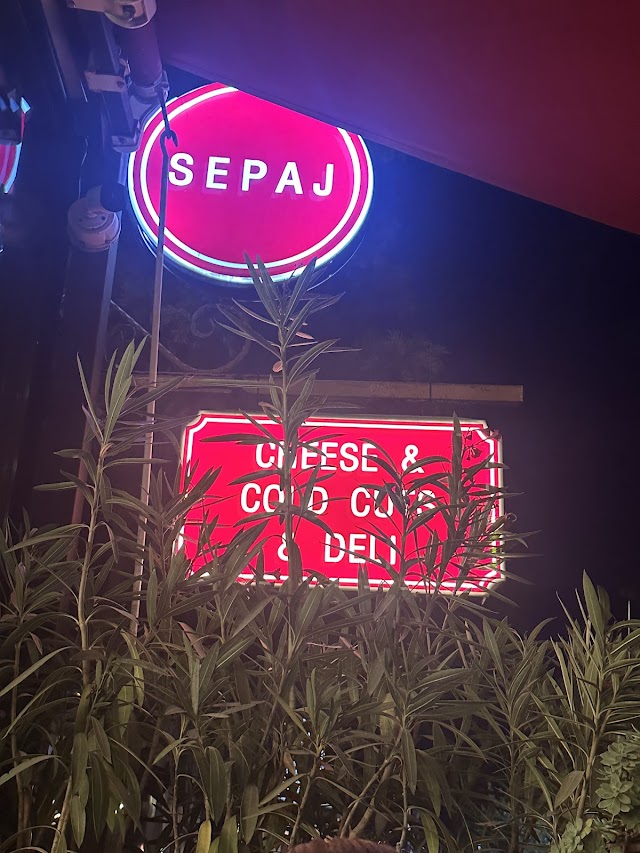 SEPAJ
CHEESE &
COLD CUTS
& DELI